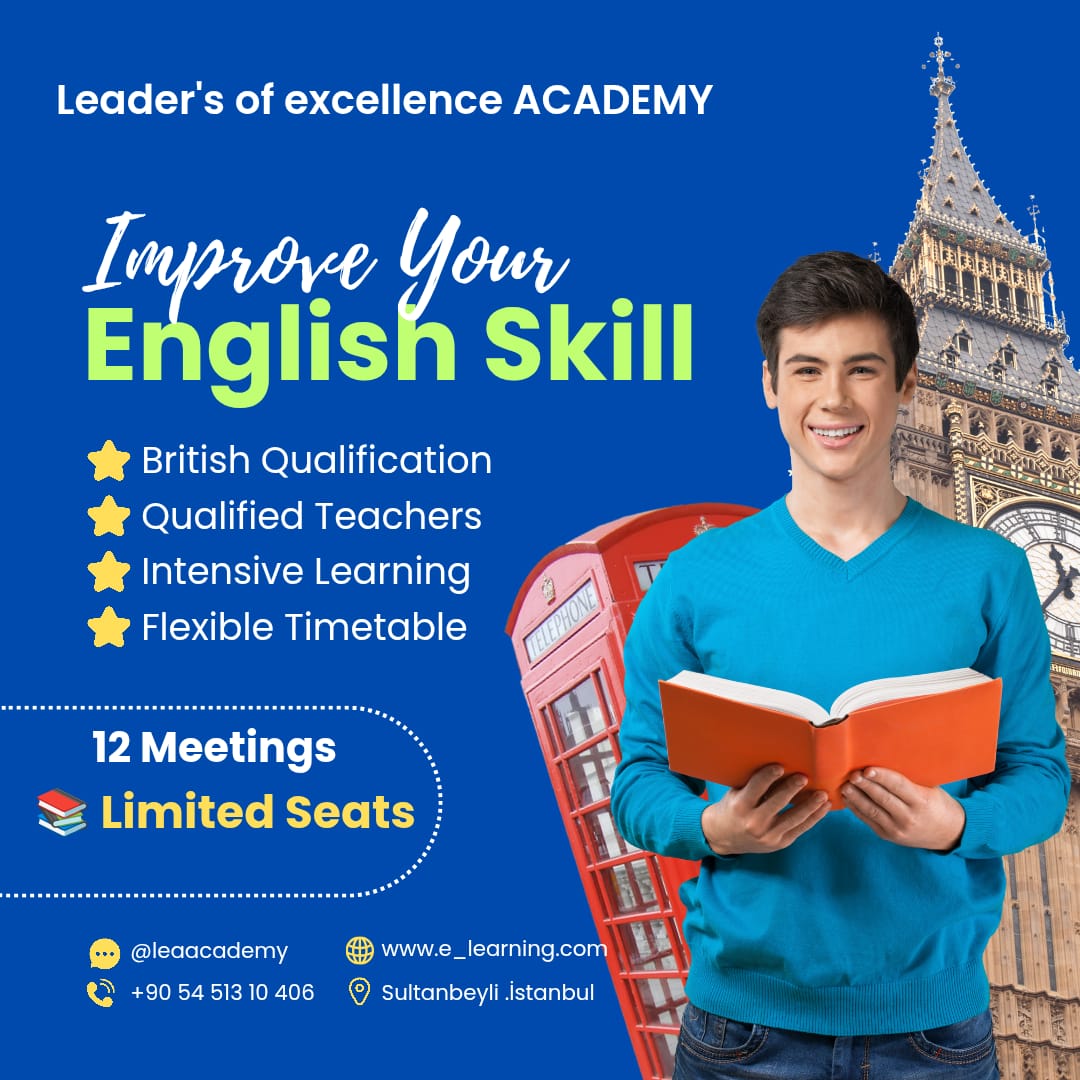 Leader's of excellence ACADEMY
Improve Your
English Skill
British Qualification
Qualified Teachers
Intensive Learning
Flexible Timetable
12 Meetings
Limited Seats
@leaacademy
www.e_learning.com
+90 54 513 10 406
Sultanbeyli .İstanbul
TELEPHONE